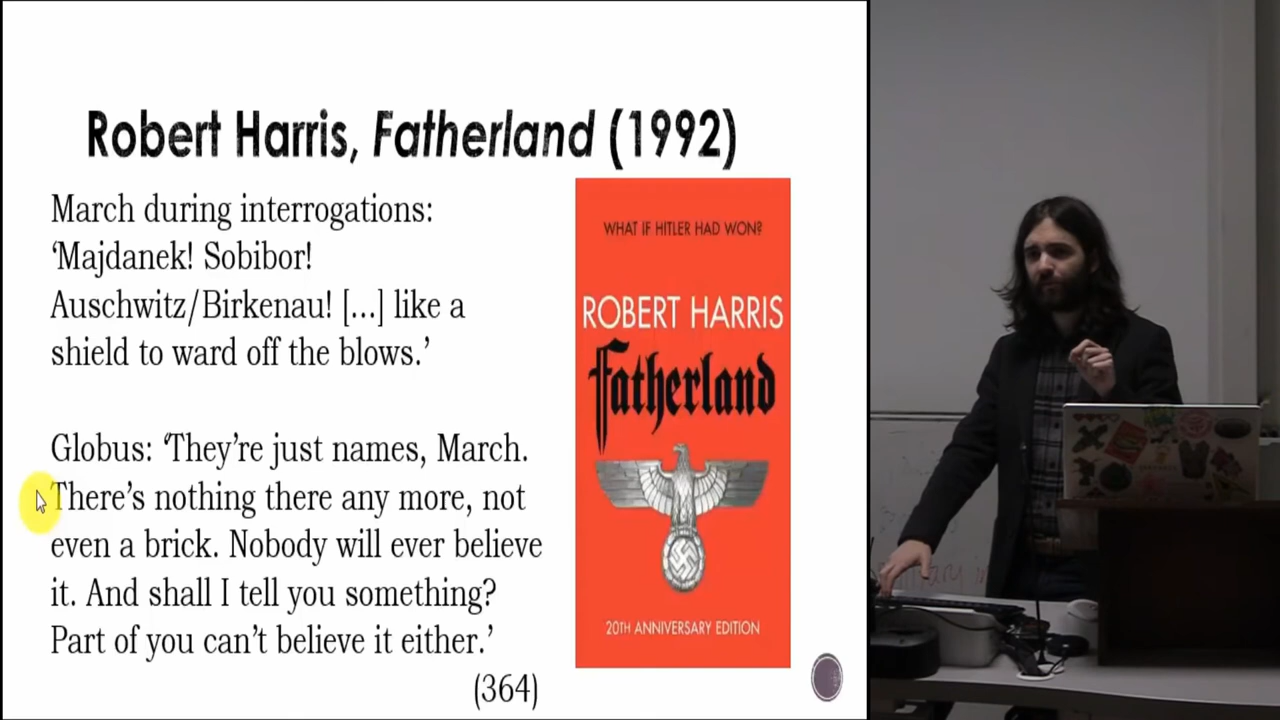 Robert Harris, Fatherland (1992)
March during interrogations:
‘Majdanek! Sobibor!
Auschwitz/Birkenau! [...] like a
shield to ward off the blows.’
Globus: ‘They’re just names, March.
There’s nothing there any more, not
even a brick. Nobody will ever believe
it. And shall I tell you something?
Part of you can’t believe it either.’
(364)
WHAT IF HITLER HAD WON?
ROBERT HARRIS
Fatherland
20TH ANNIVERSARY EDITION